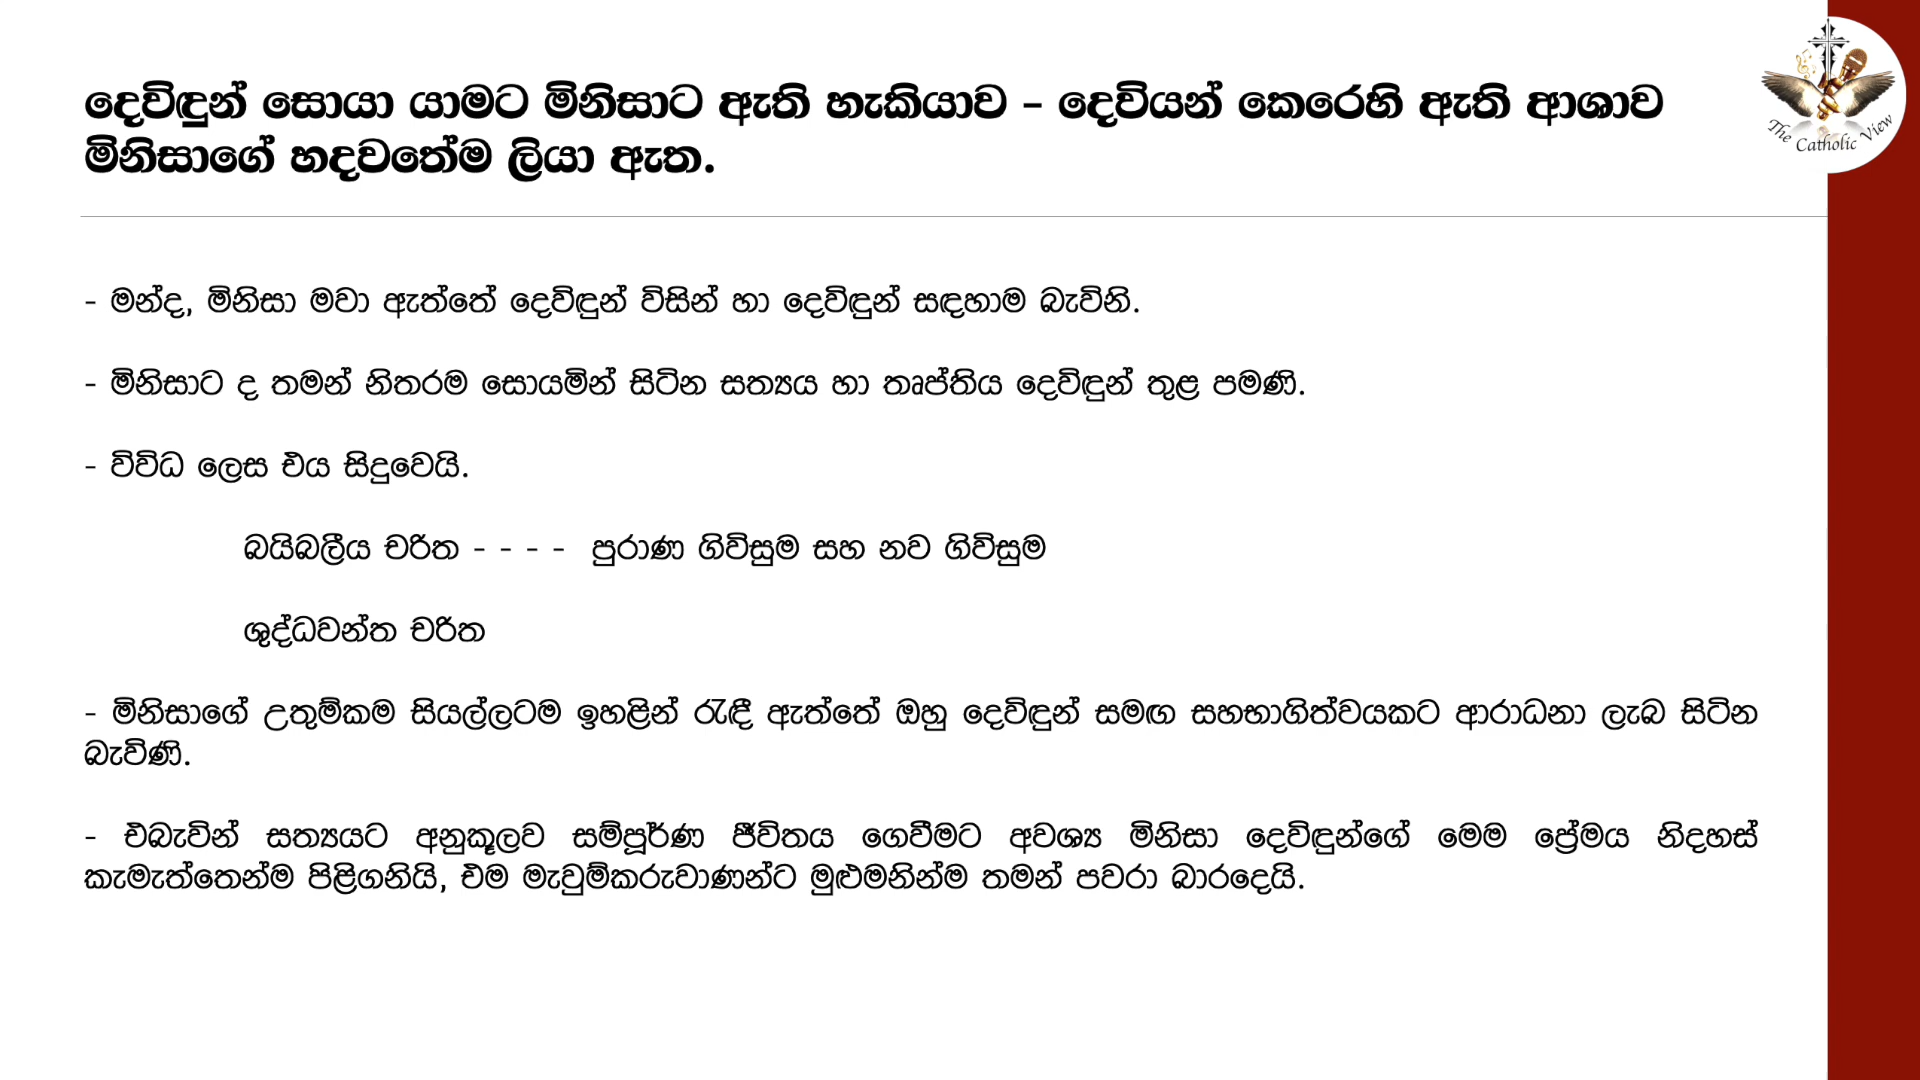 දෙවිඳුන් සොයා යාමට මිනිසාට ඇති හැකියාව – දෙවියන් කෙරෙහි ඇති ආශාව
මිනිසාගේ හදවතේම ලියා ඇත.
The Catholic View
- මන්ද, මිනිසා මවා ඇත්තේ දෙවිඳුන් විසින් හා දෙවිඳුන් සඳහාම බැවිනි.
- මිනිසාට ද තමන් නිතරම සොයමින් සිටින සත්‍යය හා තෘප්තිය දෙවිඳුන් තුළ පමණි.
- විවිධ ලෙස එය සිදුවෙයි.
බයිබලීය චරිත - - - - පුරාණ ගිවිසුම සහ නව ගිවිසුම
ශුද්ධවන්ත චරිත
- මිනිසාගේ උතුම්කම සියල්ලටම ඉහළින් රැඳී ඇත්තේ ඔහු දෙවිඳුන් සමඟ සහභාගිත්වයකට ආරාධනා ලැබ සිටින
බැවිණි.
- එබැවින් සත්‍යයට අනුකූලව සම්පූර්ණ ජීවිතය ගෙවීමට අවශ්‍ය මිනිසා දෙවිඳුන්ගේ මෙම ප්‍රේමය නිදහස්
කැමැත්තෙන්ම පිළිගනියි, එම මැවුම්කරුවාණන්ට මුළුමනින්ම තමන් පවරා බාරදෙයි.